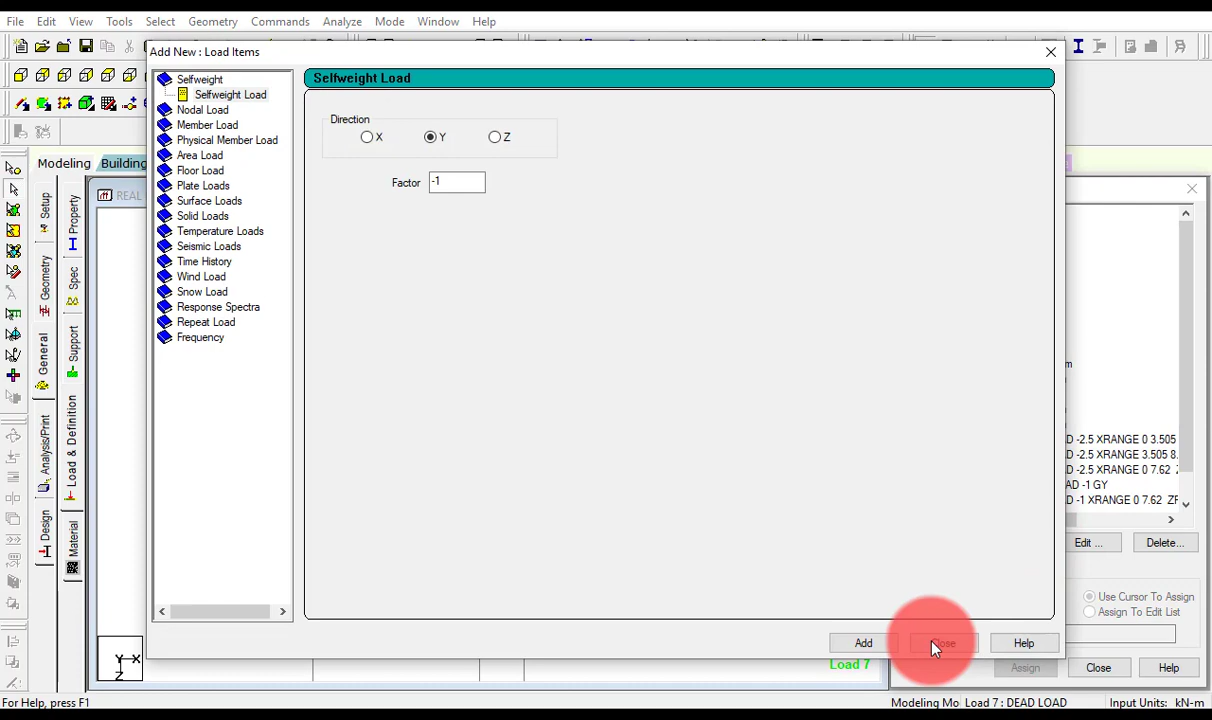 File Edit View Tools Select Geometry Commands Analyze Mode Window Help
Add New : Load Items
Selfweight
Selfweight Load
Nodal Load
Member Load
Physical Member Load
Area Load
Floor Load
Plate Loads
Surface Loads
Solid Loads
Temperature Loads
Seismic Loads
Time History
Wind Load
Snow Load
Response Spectra
Repeat Load
Frequency
Selfweight Load
Direction
X Y Z
Factor -1
Add Close Help
Modeling Building
REAL
Setup
Geometry
General
Analysis/Print
Design
Property
Spec
Support
Load & Definition
Material
m
D -2.5 XRANGE 0 3.505
D -2.5 XRANGE 3.505 8.
D -2.5 XRANGE 0 7.62
AD -1 GY
D -1 XRANGE 0 7.62 ZF
Edit ... Delete...
Use Cursor To Assign
Assign To Edit List
Assign Close Help
Y X
Z
Load 7
For Help, press F1 Modeling Mo Load 7 : DEAD LOAD Input Units: kN-m